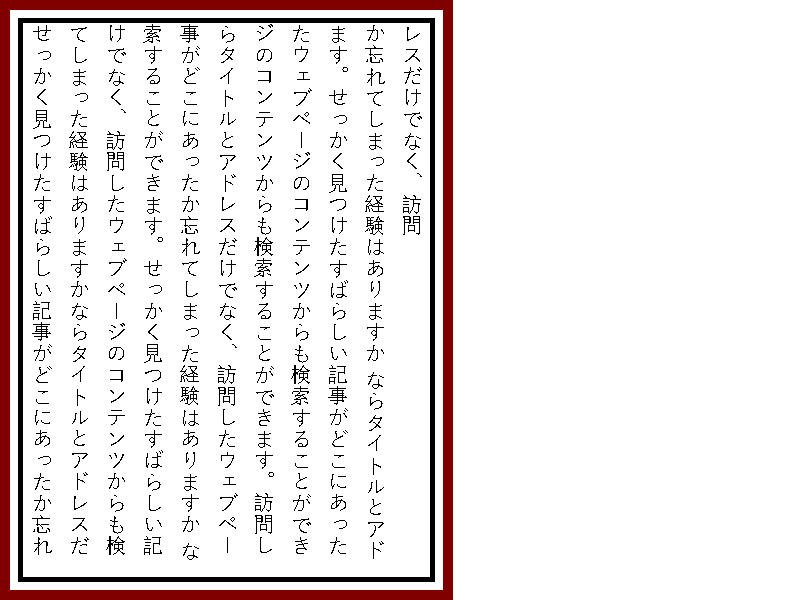 せっかく見つけたすばらしい記事がどこにあったか忘れ
てしまった経験はありますかならタイトルとアドレスだ
けでなく、訪問したウェブページのコンテンツからも検
索することができます。せっかく見つけたすばらしい記
事がどこにあったか忘れてしまった経験はありますか な
らタイトルとアドレスだけでなく、訪問したウェブペー
ジのコンテンツからも検索することができます。訪問し
たウェブページのコンテンツからも検索することができ
ます。せっかく見つけたすばらしい記事がどこにあった
か忘れてしまった経験はありますか ならタイトルとアド
レスだけでなく、訪問